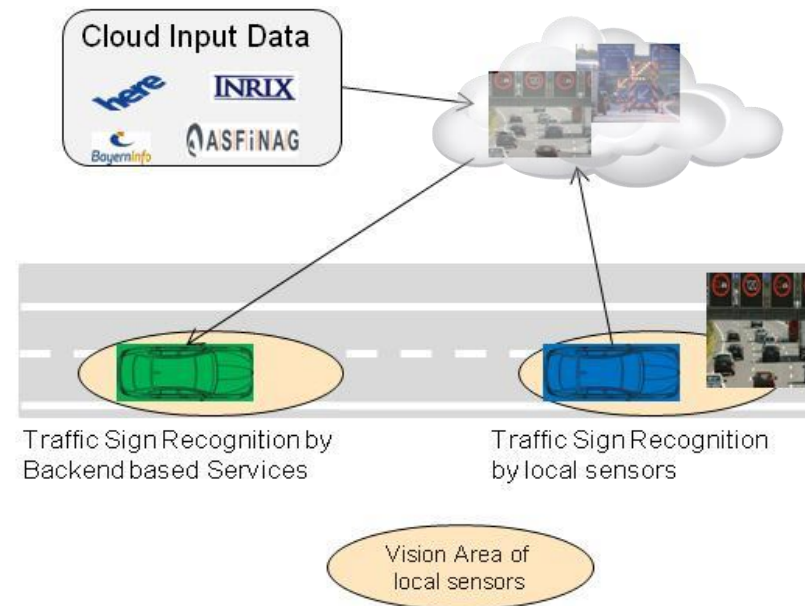 Cloud Input Data
here
INRIX
BayernInfo
ASFiNAG
Traffic Sign Recognition by
Backend based Services
Traffic Sign Recognition
by local sensors
Vision Area of
local sensors